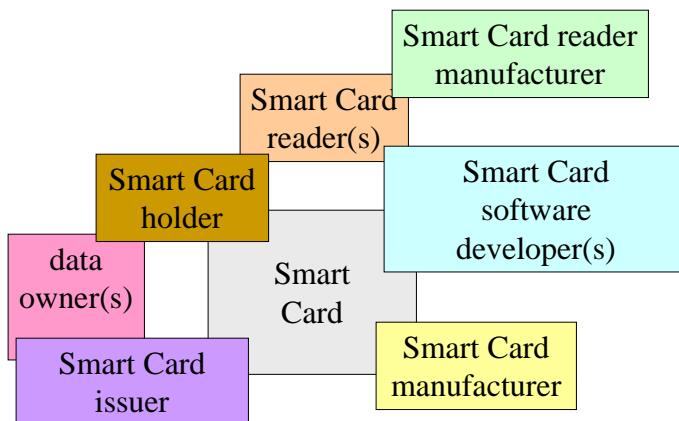 Smart Card reader
manufacturer
Smart Card
reader(s)
Smart Card
software
developer(s)
Smart Card
holder
data
owner(s)
Smart
Card
Smart Card
manufacturer
Smart Card
issuer